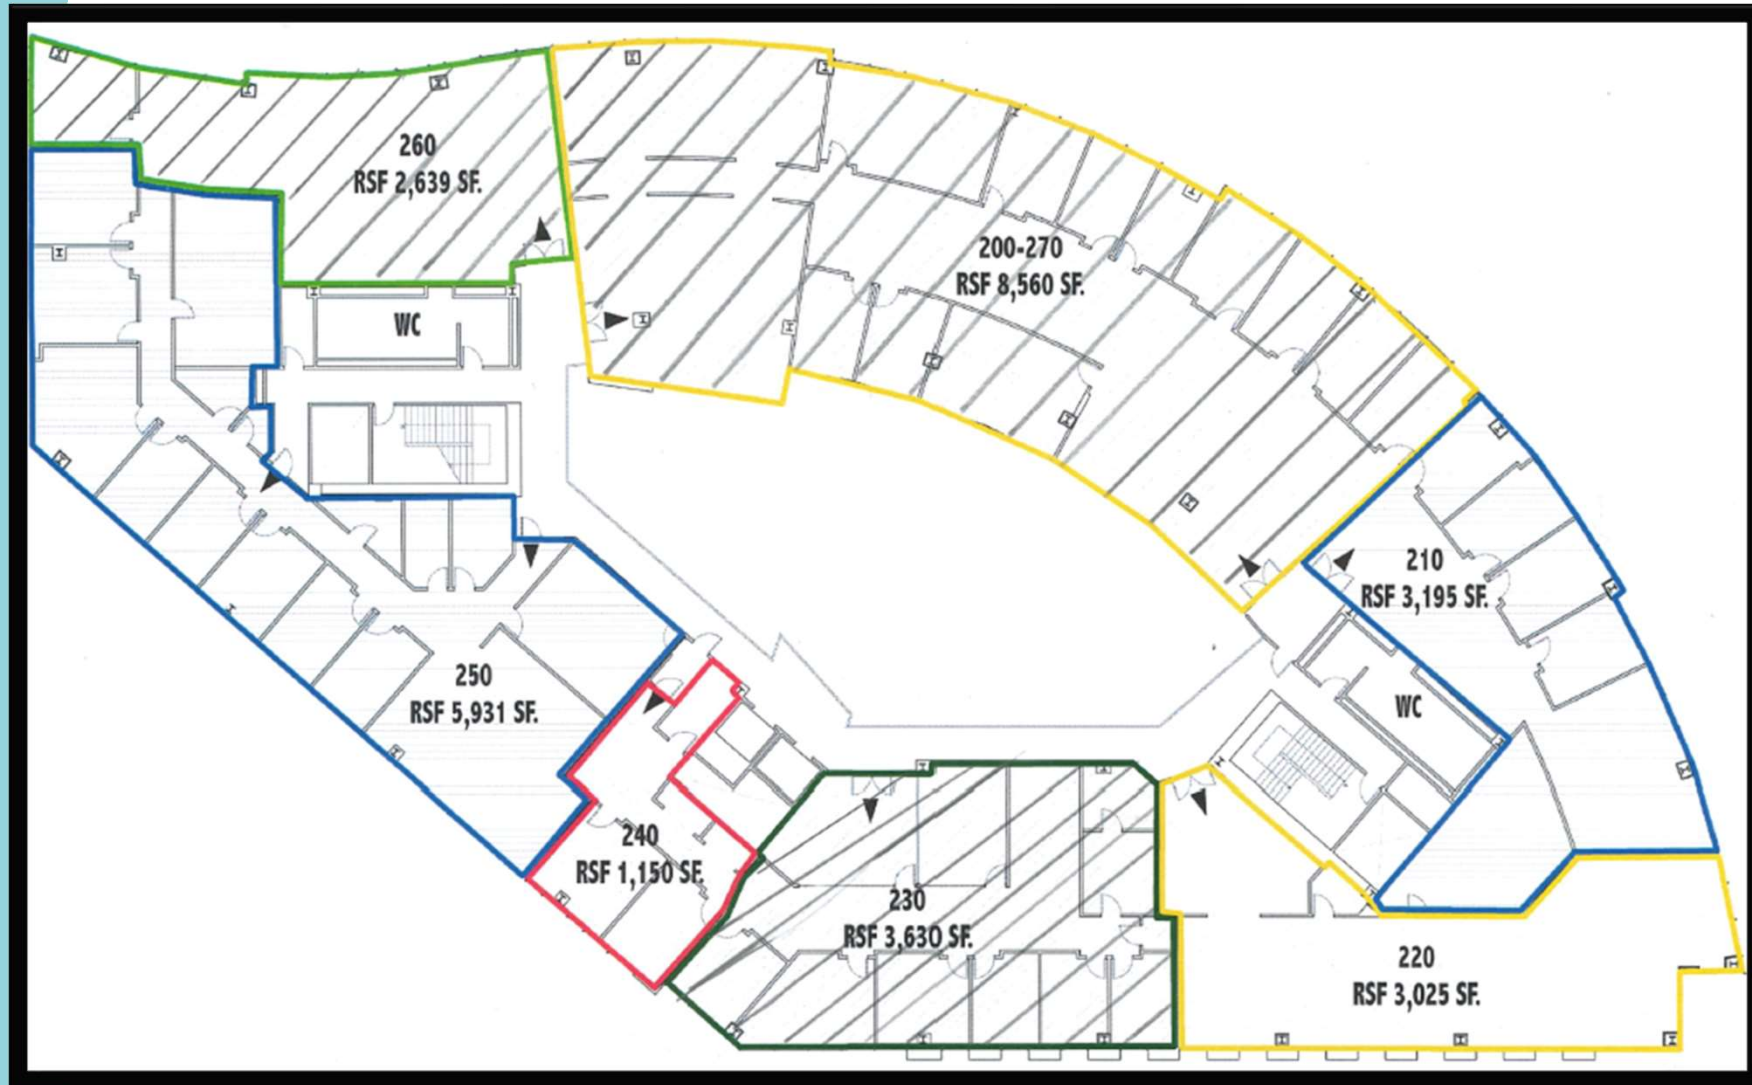 260
RSF 2,639 SF.
200-270
RSF 8,560 SF.
WC
210
RSF 3,195 SF.
250
RSF 5,931 SF.
WC
240
RSF 1,150 SF.
230
RSF 3,630 SF.
220
RSF 3,025 SF.